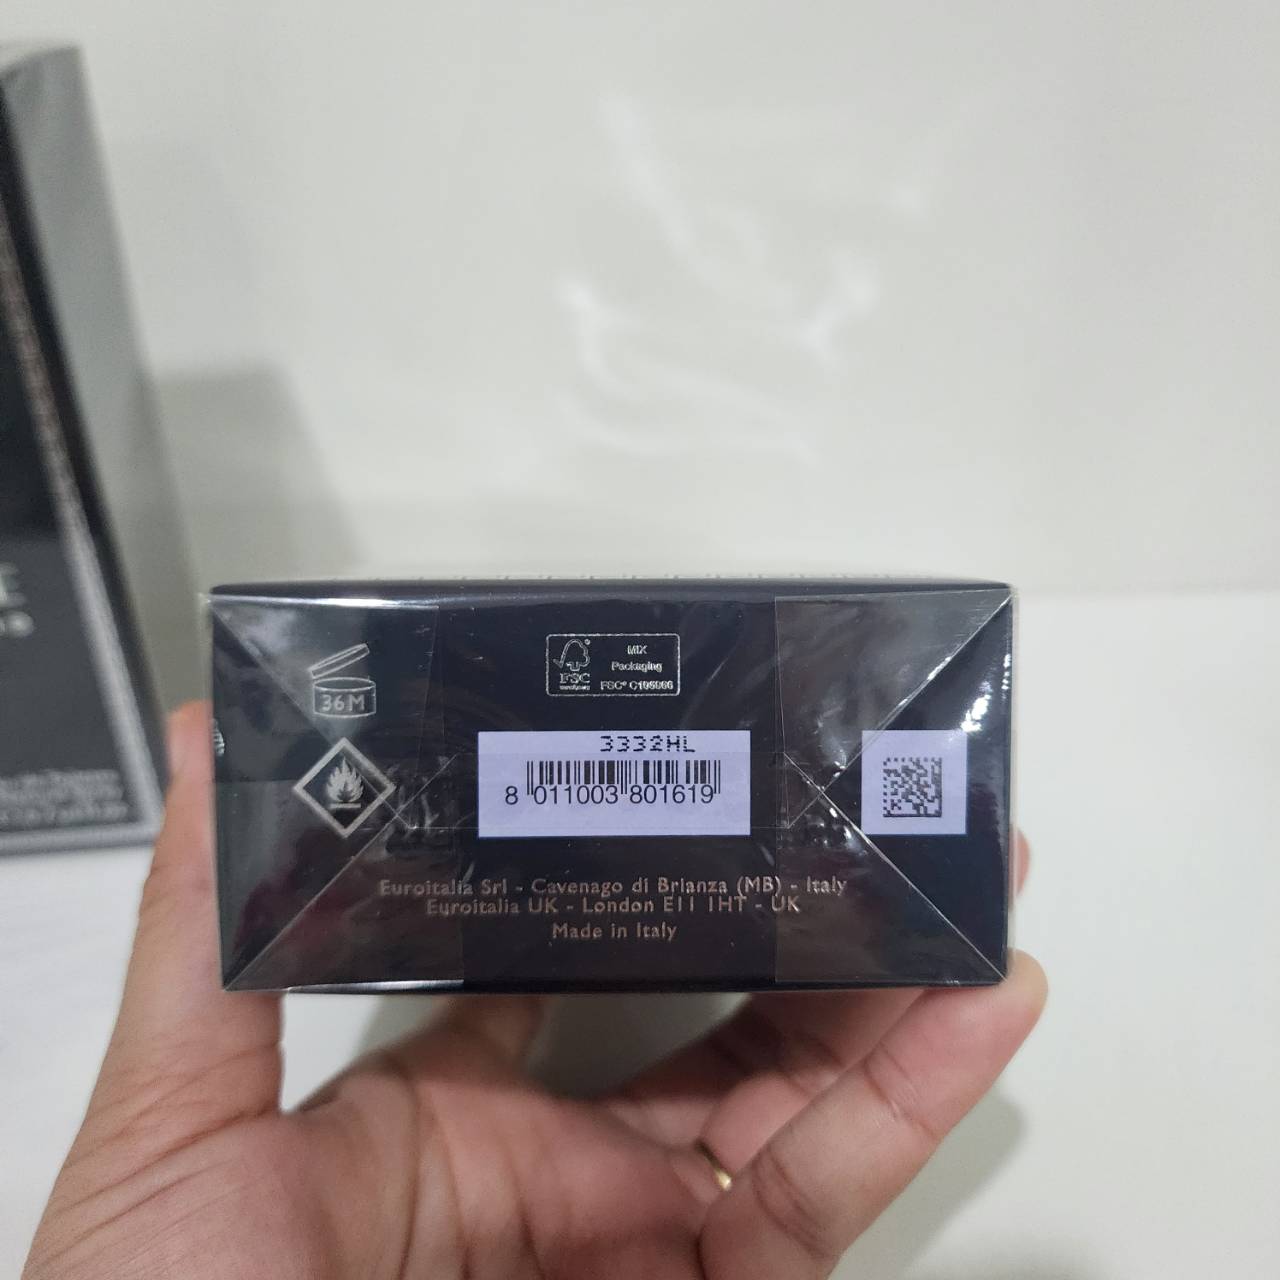 36M
FSC
MIX
Packaging
3332HL
8 011003 801619
Euroitalia Srl - Cavenago di Brianza (MB) - Italy
Euroitalia UK - London E11 1HT - UK
Made in Italy